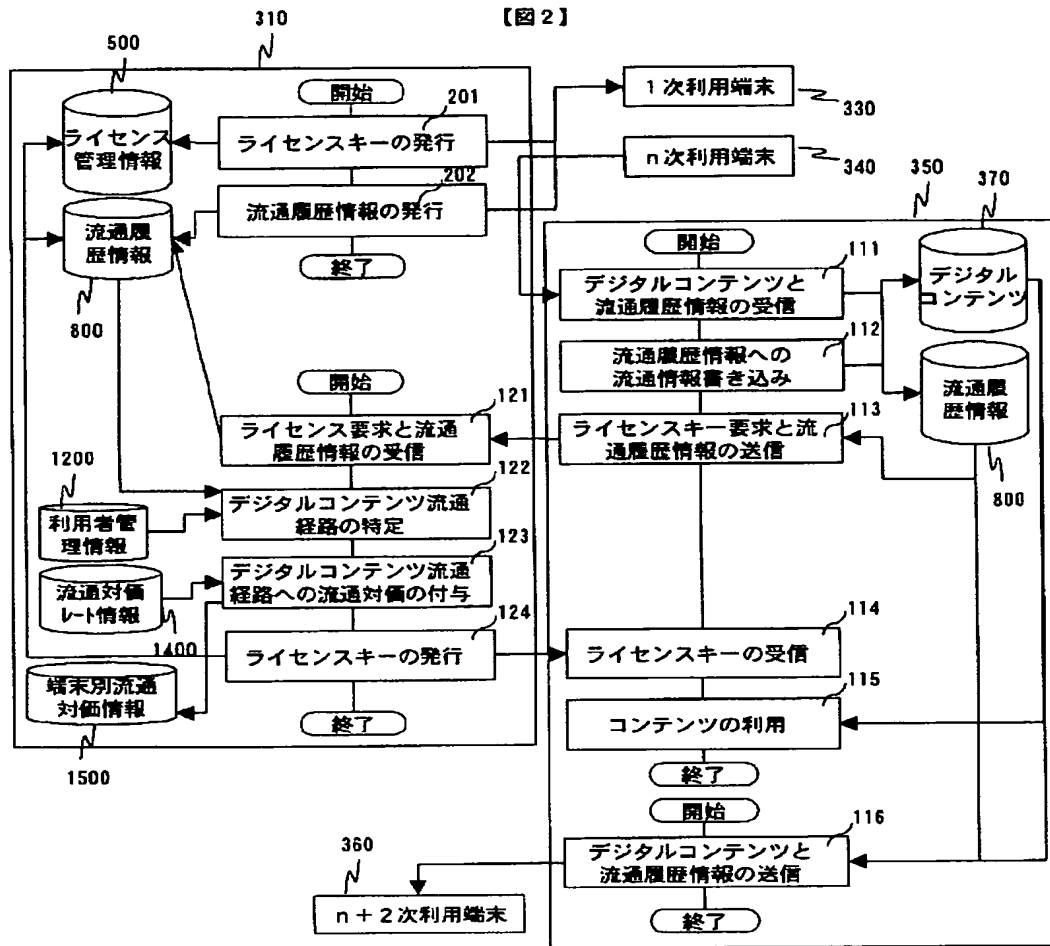 【図2】
310
500
ライセンス
管理情報
開始
201
ライセンスキーの発行
202
流通履歴情報の発行
終了
流通履
歴情報
800
1次利用端末
330
n次利用端末
340
350
370
開始
111
デジタルコンテンツと
流通履歴情報の受信
112
流通履歴情報への
流通情報書き込み
113
ライセンスキー要求と流
通履歴情報の送信
デジタル
コンテンツ
流通履
歴情報
800
開始
121
ライセンス要求と流通
履歴情報の受信
122
デジタルコンテンツ流通
経路の特定
123
デジタルコンテンツ流通
経路への流通対価の付与
124
ライセンスキーの発行
終了
1200
利用者管
理情報
流通対価
レート情報
1400
端末別流通
対価情報
1500
114
ライセンスキーの受信
115
コンテンツの利用
終了
開始
116
デジタルコンテンツと
流通履歴情報の送信
終了
360
n+2次利用端末